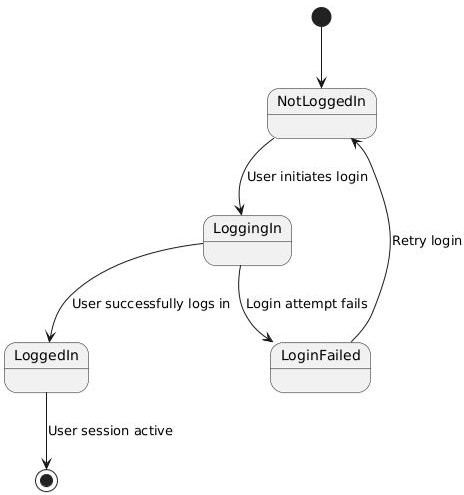 NotLoggedIn
User initiates login
LoggingIn
Retry login
User successfully logs in
Login attempt fails
LoggedIn
LoginFailed
User session active